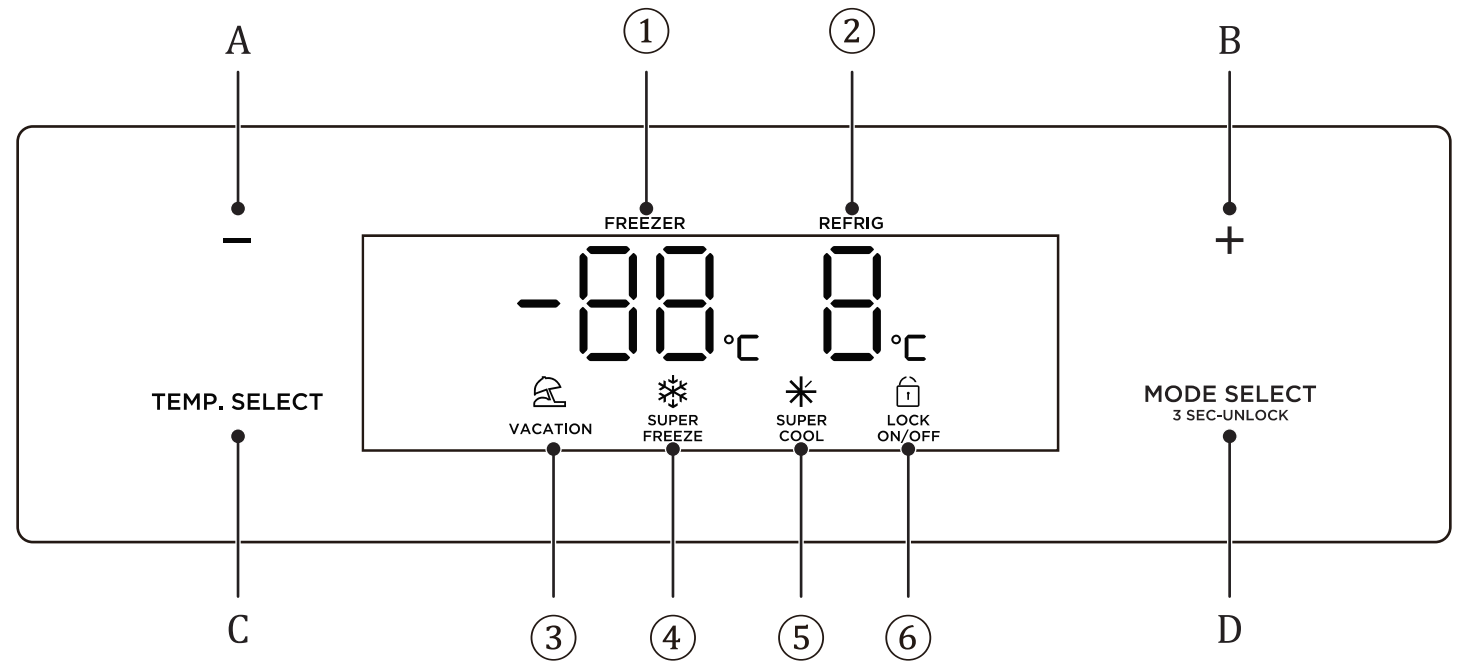 A ① ② B
FREEZER REFRIG
− +
-88°C 8°C
TEMP. SELECT
MODE SELECT
3 SEC-UNLOCK
VACATION
SUPER
FREEZE
SUPER
COOL
LOCK
ON/OFF
C ③ ④ ⑤ ⑥ D